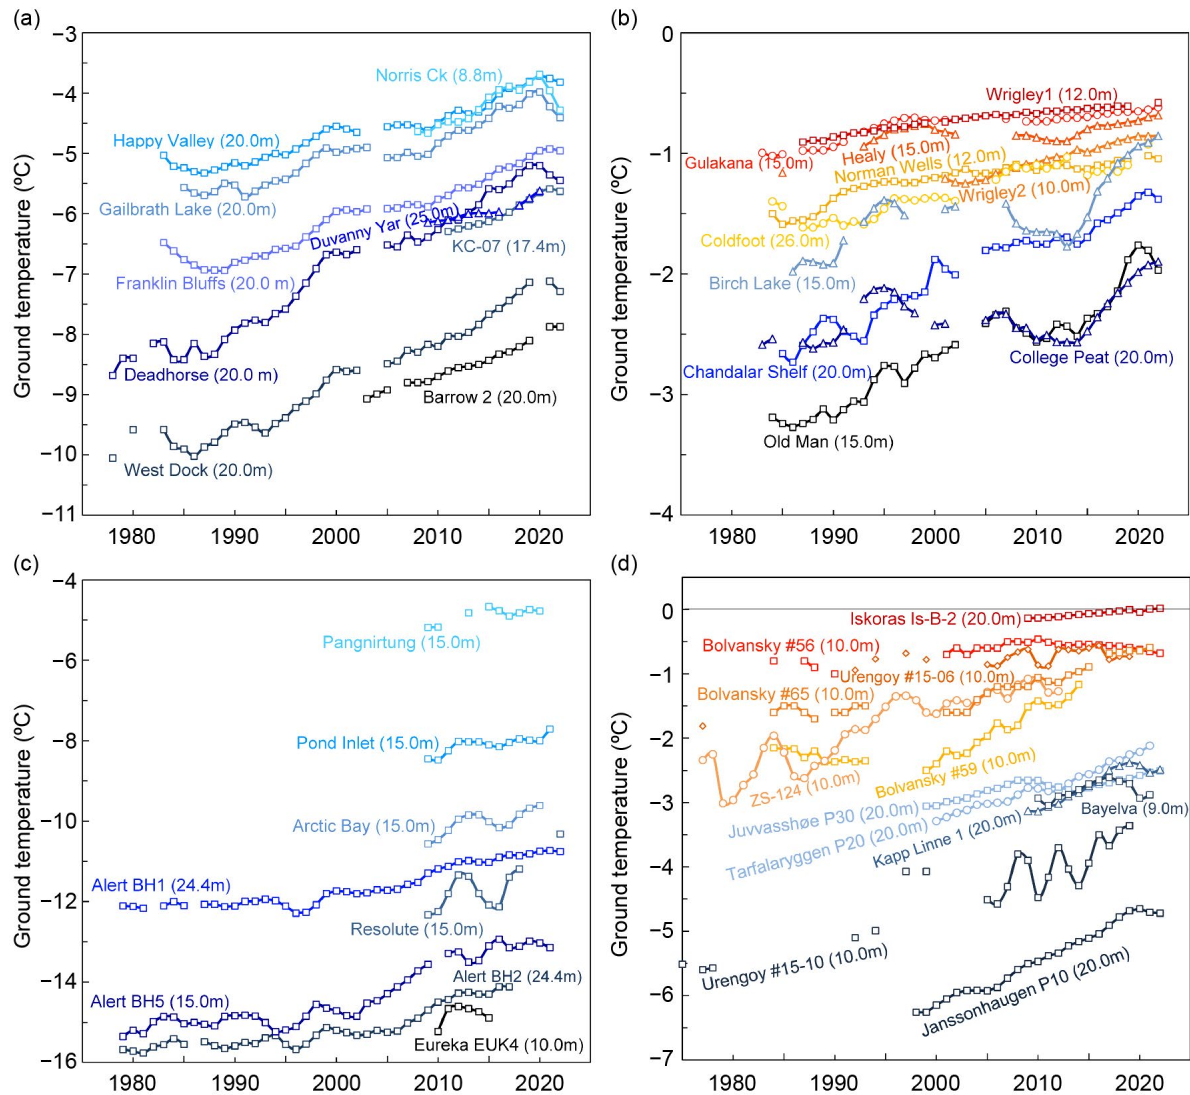 (a)
(b)
−3
−4
−5
−6
−7
−8
−9
−10
−11
Ground temperature (ºC)
Norris Ck (8.8m)
Happy Valley (20.0m)
Gailbrath Lake (20.0m)
Duvanny Yar (25.0m)
KC-07 (17.4m)
Franklin Bluffs (20.0 m)
Deadhorse (20.0 m)
Barrow 2 (20.0m)
West Dock (20.0m)
1980
1990
2000
2010
2020
0
−1
−2
−3
−4
Ground temperature (ºC)
Wrigley1 (12.0m)
Gulakana (15.0m)
Healy (15.0m)
Norman Wells (12.0m)
Wrigley2 (10.0m)
Coldfoot (26.0m)
Birch Lake (15.0m)
College Peat (20.0m)
Chandalar Shelf (20.0m)
Old Man (15.0m)
1980
1990
2000
2010
2020
(c)
(d)
−4
−6
−8
−10
−12
−14
−16
Ground temperature (ºC)
Pangnirtung (15.0m)
Pond Inlet (15.0m)
Arctic Bay (15.0m)
Alert BH1 (24.4m)
Resolute (15.0m)
Alert BH2 (24.4m)
Alert BH5 (15.0m)
Eureka EUK4 (10.0m)
1980
1990
2000
2010
2020
0
−1
−2
−3
−4
−5
−6
−7
Ground temperature (ºC)
Iskoras Is-B-2 (20.0m)
Bolvansky #56 (10.0m)
Urengoy #15-06 (10.0m)
Bolvansky #65 (10.0m)
Bolvansky #59 (10.0m)
ZS-124 (10.0m)
Juvvasshøe P30 (20.0m)
Tarfalaryggen P20 (20.0m)
Kapp Linne 1 (20.0m)
Bayelva (9.0m)
Urengoy #15-10 (10.0m)
Janssonhaugen P10 (20.0m)
1980
1990
2000
2010
2020